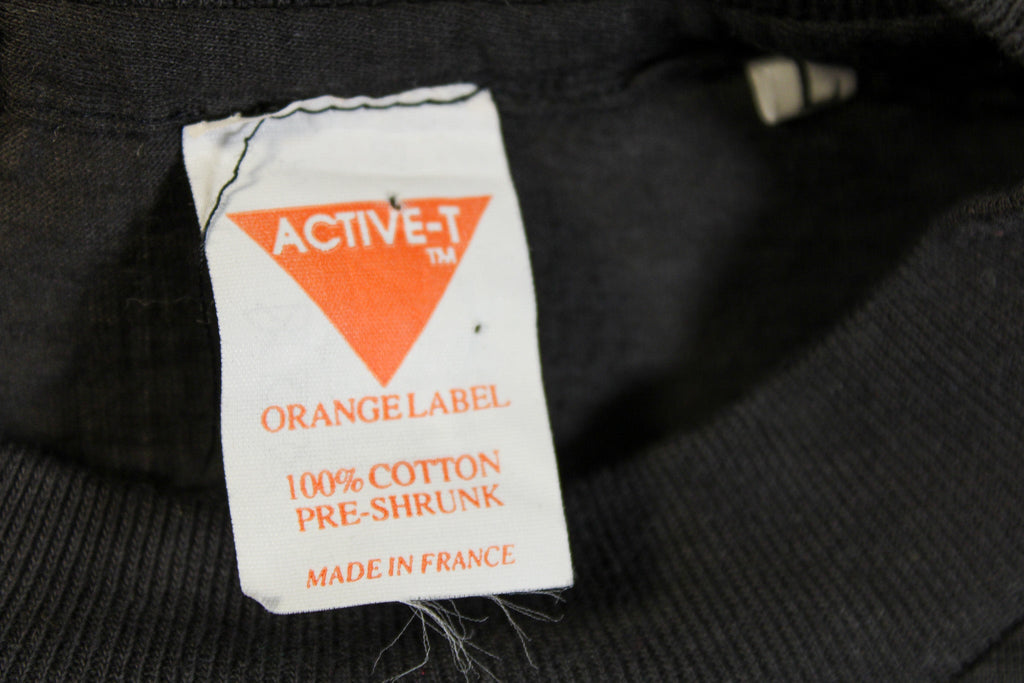 ACTIVE-T
TM
ORANGE LABEL
100% COTTON
PRE-SHRUNK
MADE IN FRANCE